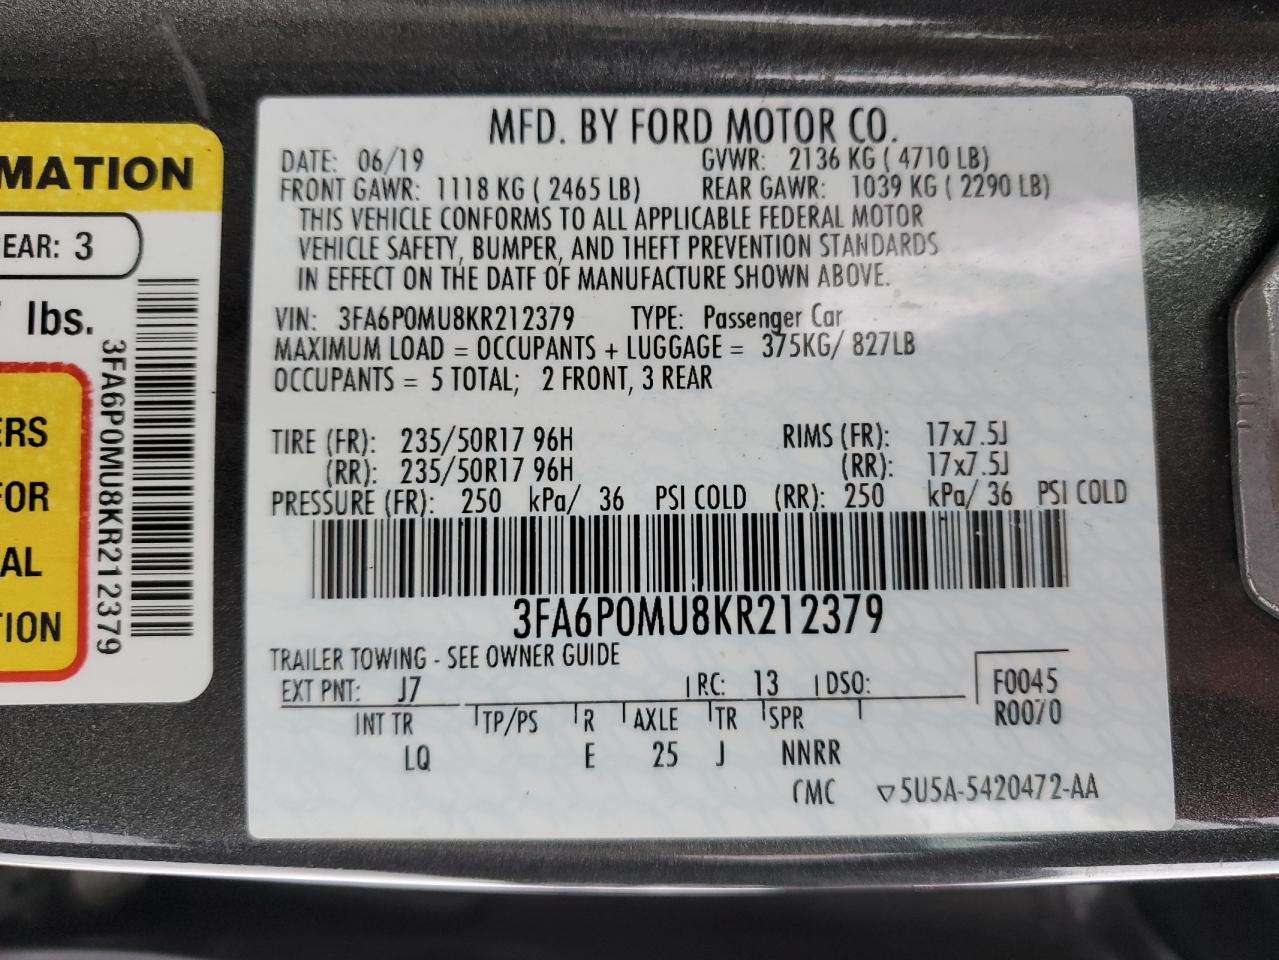 MATION
EAR: 3
lbs.
3FA6P0MU8KR212379
ERS
FOR
AL
TION
MFD. BY FORD MOTOR CO.
DATE: 06/19 GVWR: 2136 KG ( 4710 LB)
FRONT GAWR: 1118 KG ( 2465 LB) REAR GAWR: 1039 KG ( 2290 LB)
THIS VEHICLE CONFORMS TO ALL APPLICABLE FEDERAL MOTOR
VEHICLE SAFETY, BUMPER, AND THEFT PREVENTION STANDARDS
IN EFFECT ON THE DATE OF MANUFACTURE SHOWN ABOVE.
VIN: 3FA6P0MU8KR212379 TYPE: Passenger Car
MAXIMUM LOAD = OCCUPANTS + LUGGAGE = 375KG/ 827LB
OCCUPANTS = 5 TOTAL; 2 FRONT, 3 REAR
TIRE (FR): 235/50R17 96H RIMS (FR): 17x7.5J
(RR): 235/50R17 96H (RR): 17x7.5J
PRESSURE (FR): 250 kPa/ 36 PSI COLD (RR): 250 kPa/ 36 PSI COLD
3FA6P0MU8KR212379
TRAILER TOWING - SEE OWNER GUIDE
EXT PNT: J7 RC: 13 DSO: F0045
INT TR TP/PS R AXLE TR SPR R0070
LQ E 25 J NNRR
CMC ▽5U5A-5420472-AA